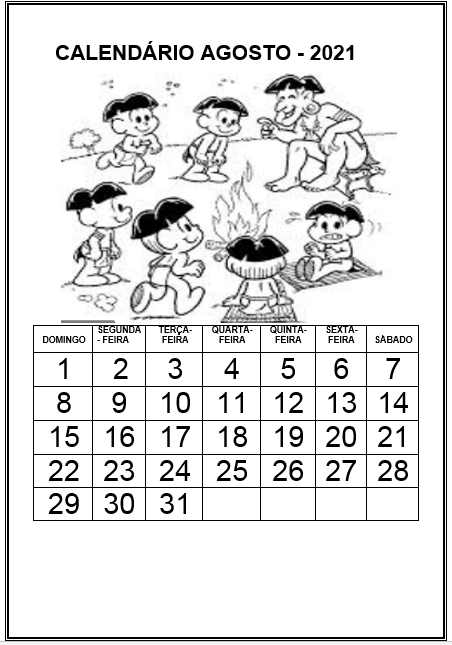 CALENDÁRIO AGOSTO - 2021
DOMINGO SEGUNDA - FEIRA TERÇA- FEIRA QUARTA- FEIRA QUINTA- FEIRA SEXTA- FEIRA SÁBADO
1 2 3 4 5 6 7
8 9 10 11 12 13 14
15 16 17 18 19 20 21
22 23 24 25 26 27 28
29 30 31